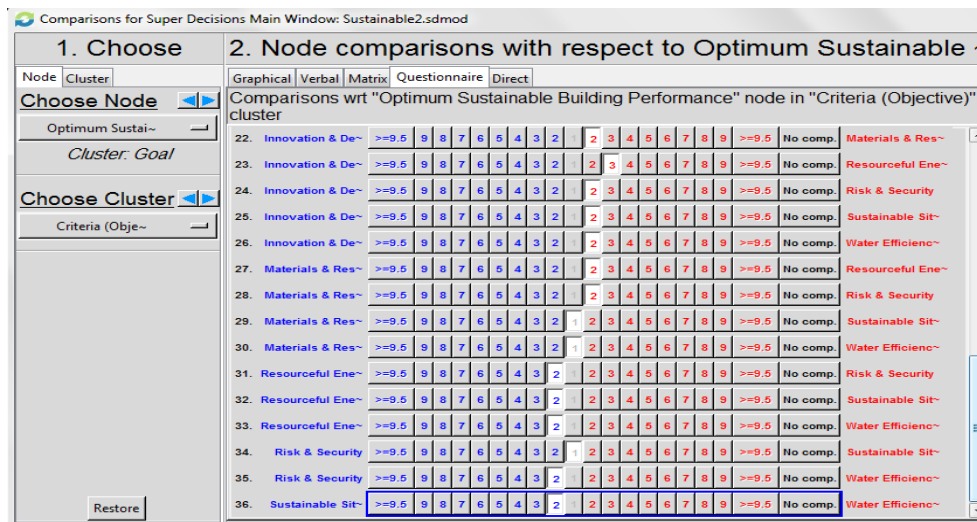 Comparisons for Super Decisions Main Window: Sustainable2.sdmod
1. Choose
2. Node comparisons with respect to Optimum Sustainable ~
Node Cluster
Graphical Verbal Matrix Questionnaire Direct
Choose Node
Optimum Sustai~
Cluster: Goal
Choose Cluster
Criteria (Obje~
Restore
Comparisons wrt "Optimum Sustainable Building Performance" node in "Criteria (Objective)"
cluster
22. Innovation & De~ >=9.5 9 8 7 6 5 4 3 2 1 2 3 4 5 6 7 8 9 >=9.5 No comp. Materials & Res~
23. Innovation & De~ >=9.5 9 8 7 6 5 4 3 2 1 2 3 4 5 6 7 8 9 >=9.5 No comp. Resourceful Ene~
24. Innovation & De~ >=9.5 9 8 7 6 5 4 3 2 1 2 3 4 5 6 7 8 9 >=9.5 No comp. Risk & Security
25. Innovation & De~ >=9.5 9 8 7 6 5 4 3 2 1 2 3 4 5 6 7 8 9 >=9.5 No comp. Sustainable Sit~
26. Innovation & De~ >=9.5 9 8 7 6 5 4 3 2 1 2 3 4 5 6 7 8 9 >=9.5 No comp. Water Efficienc~
27. Materials & Res~ >=9.5 9 8 7 6 5 4 3 2 1 2 3 4 5 6 7 8 9 >=9.5 No comp. Resourceful Ene~
28. Materials & Res~ >=9.5 9 8 7 6 5 4 3 2 1 2 3 4 5 6 7 8 9 >=9.5 No comp. Risk & Security
29. Materials & Res~ >=9.5 9 8 7 6 5 4 3 2 1 2 3 4 5 6 7 8 9 >=9.5 No comp. Sustainable Sit~
30. Materials & Res~ >=9.5 9 8 7 6 5 4 3 2 1 2 3 4 5 6 7 8 9 >=9.5 No comp. Water Efficienc~
31. Resourceful Ene~ >=9.5 9 8 7 6 5 4 3 2 1 2 3 4 5 6 7 8 9 >=9.5 No comp. Risk & Security
32. Resourceful Ene~ >=9.5 9 8 7 6 5 4 3 2 1 2 3 4 5 6 7 8 9 >=9.5 No comp. Sustainable Sit~
33. Resourceful Ene~ >=9.5 9 8 7 6 5 4 3 2 1 2 3 4 5 6 7 8 9 >=9.5 No comp. Water Efficienc~
34. Risk & Security >=9.5 9 8 7 6 5 4 3 2 1 2 3 4 5 6 7 8 9 >=9.5 No comp. Sustainable Sit~
35. Risk & Security >=9.5 9 8 7 6 5 4 3 2 1 2 3 4 5 6 7 8 9 >=9.5 No comp. Water Efficienc~
36. Sustainable Sit~ >=9.5 9 8 7 6 5 4 3 2 1 2 3 4 5 6 7 8 9 >=9.5 No comp. Water Efficienc~